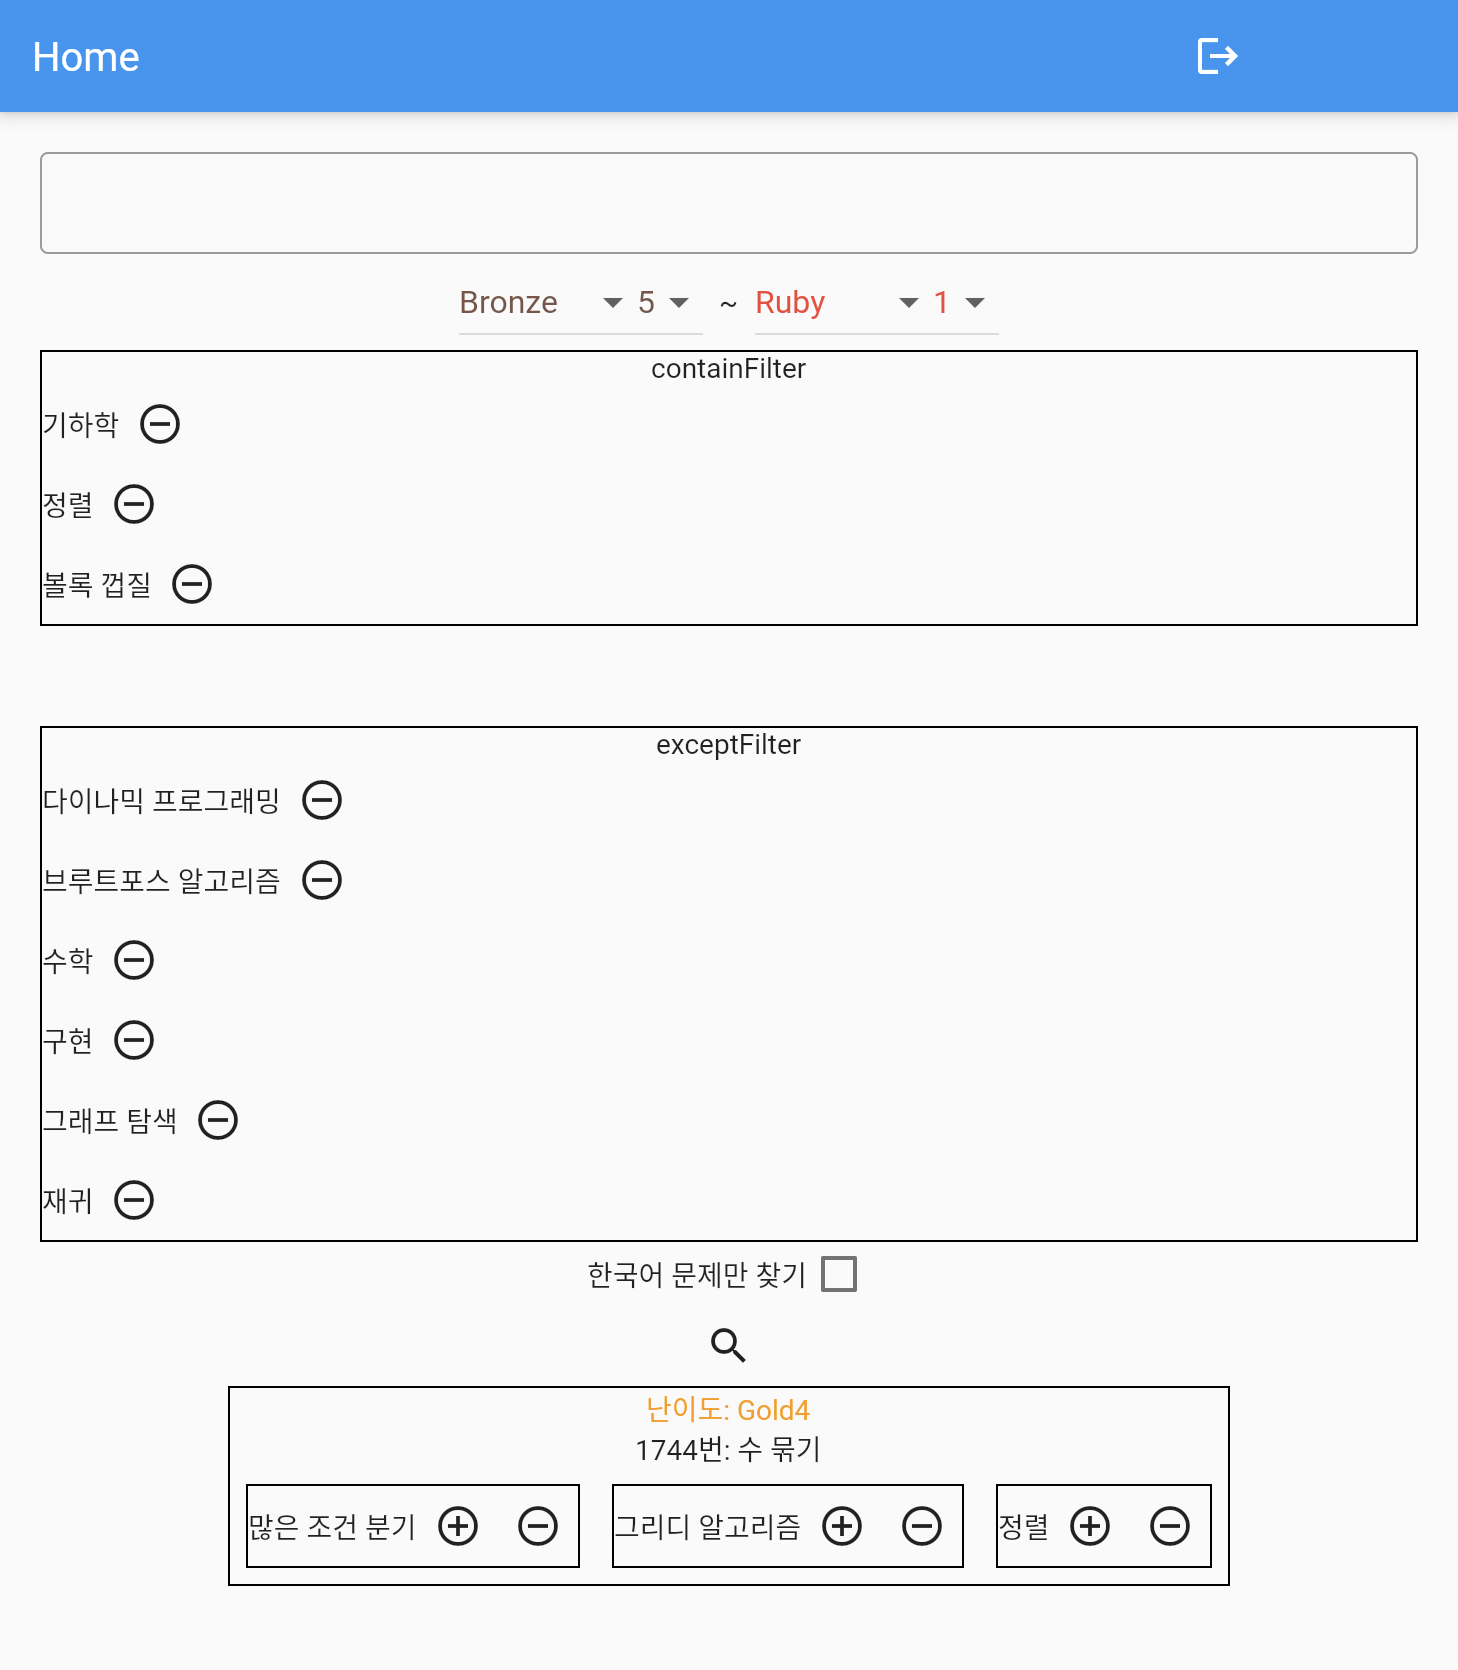 Home
Bronze 5 ~ Ruby 1
containFilter
기하학
정렬
볼록 껍질
exceptFilter
다이나믹 프로그래밍
브루트포스 알고리즘
수학
구현
그래프 탐색
재귀
한국어 문제만 찾기
난이도: Gold4
1744번: 수 묶기
많은 조건 분기 그리디 알고리즘 정렬